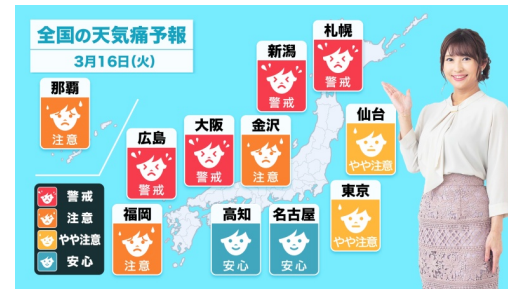 全国の天気痛予報
3月16日(火)
札幌
警戒
新潟
警戒
那覇
注意
仙台
やや注意
金沢
注意
大阪
警戒
広島
警戒
東京
やや注意
名古屋
安心
高知
安心
福岡
注意
警戒
注意
やや注意
安心